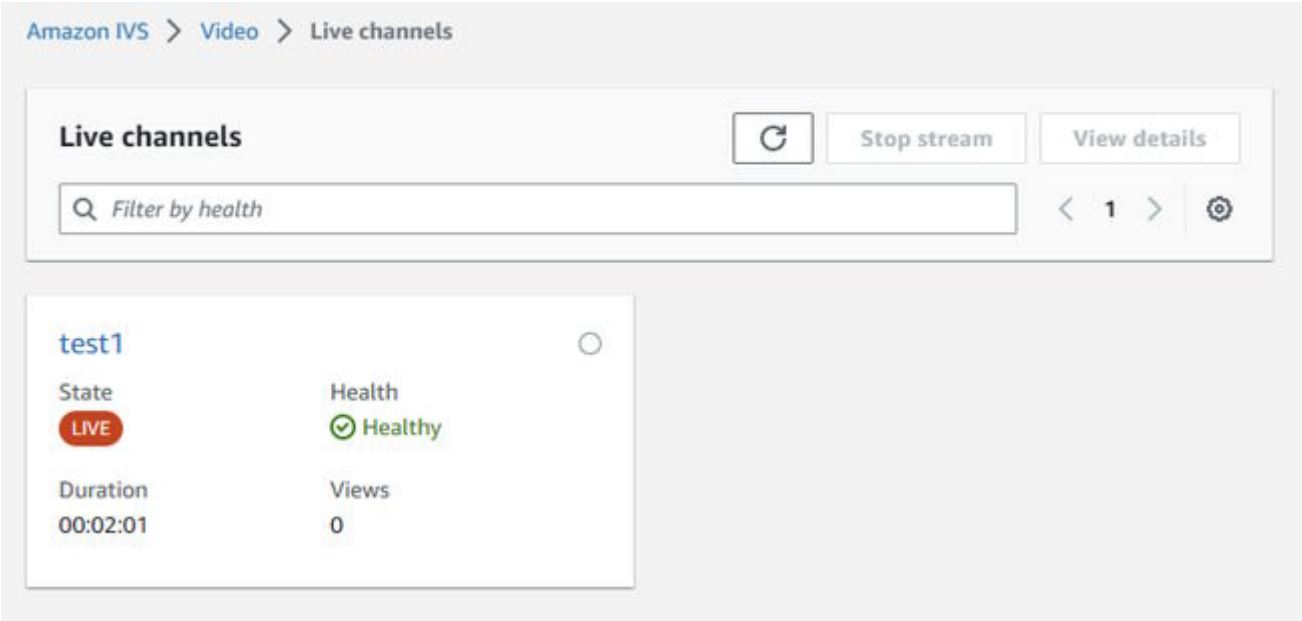 Amazon IVS > Video > Live channels
Live channels
Stop stream
View details
Filter by health
< 1 >
test1
State
Health
LIVE
Healthy
Duration
Views
00:02:01
0